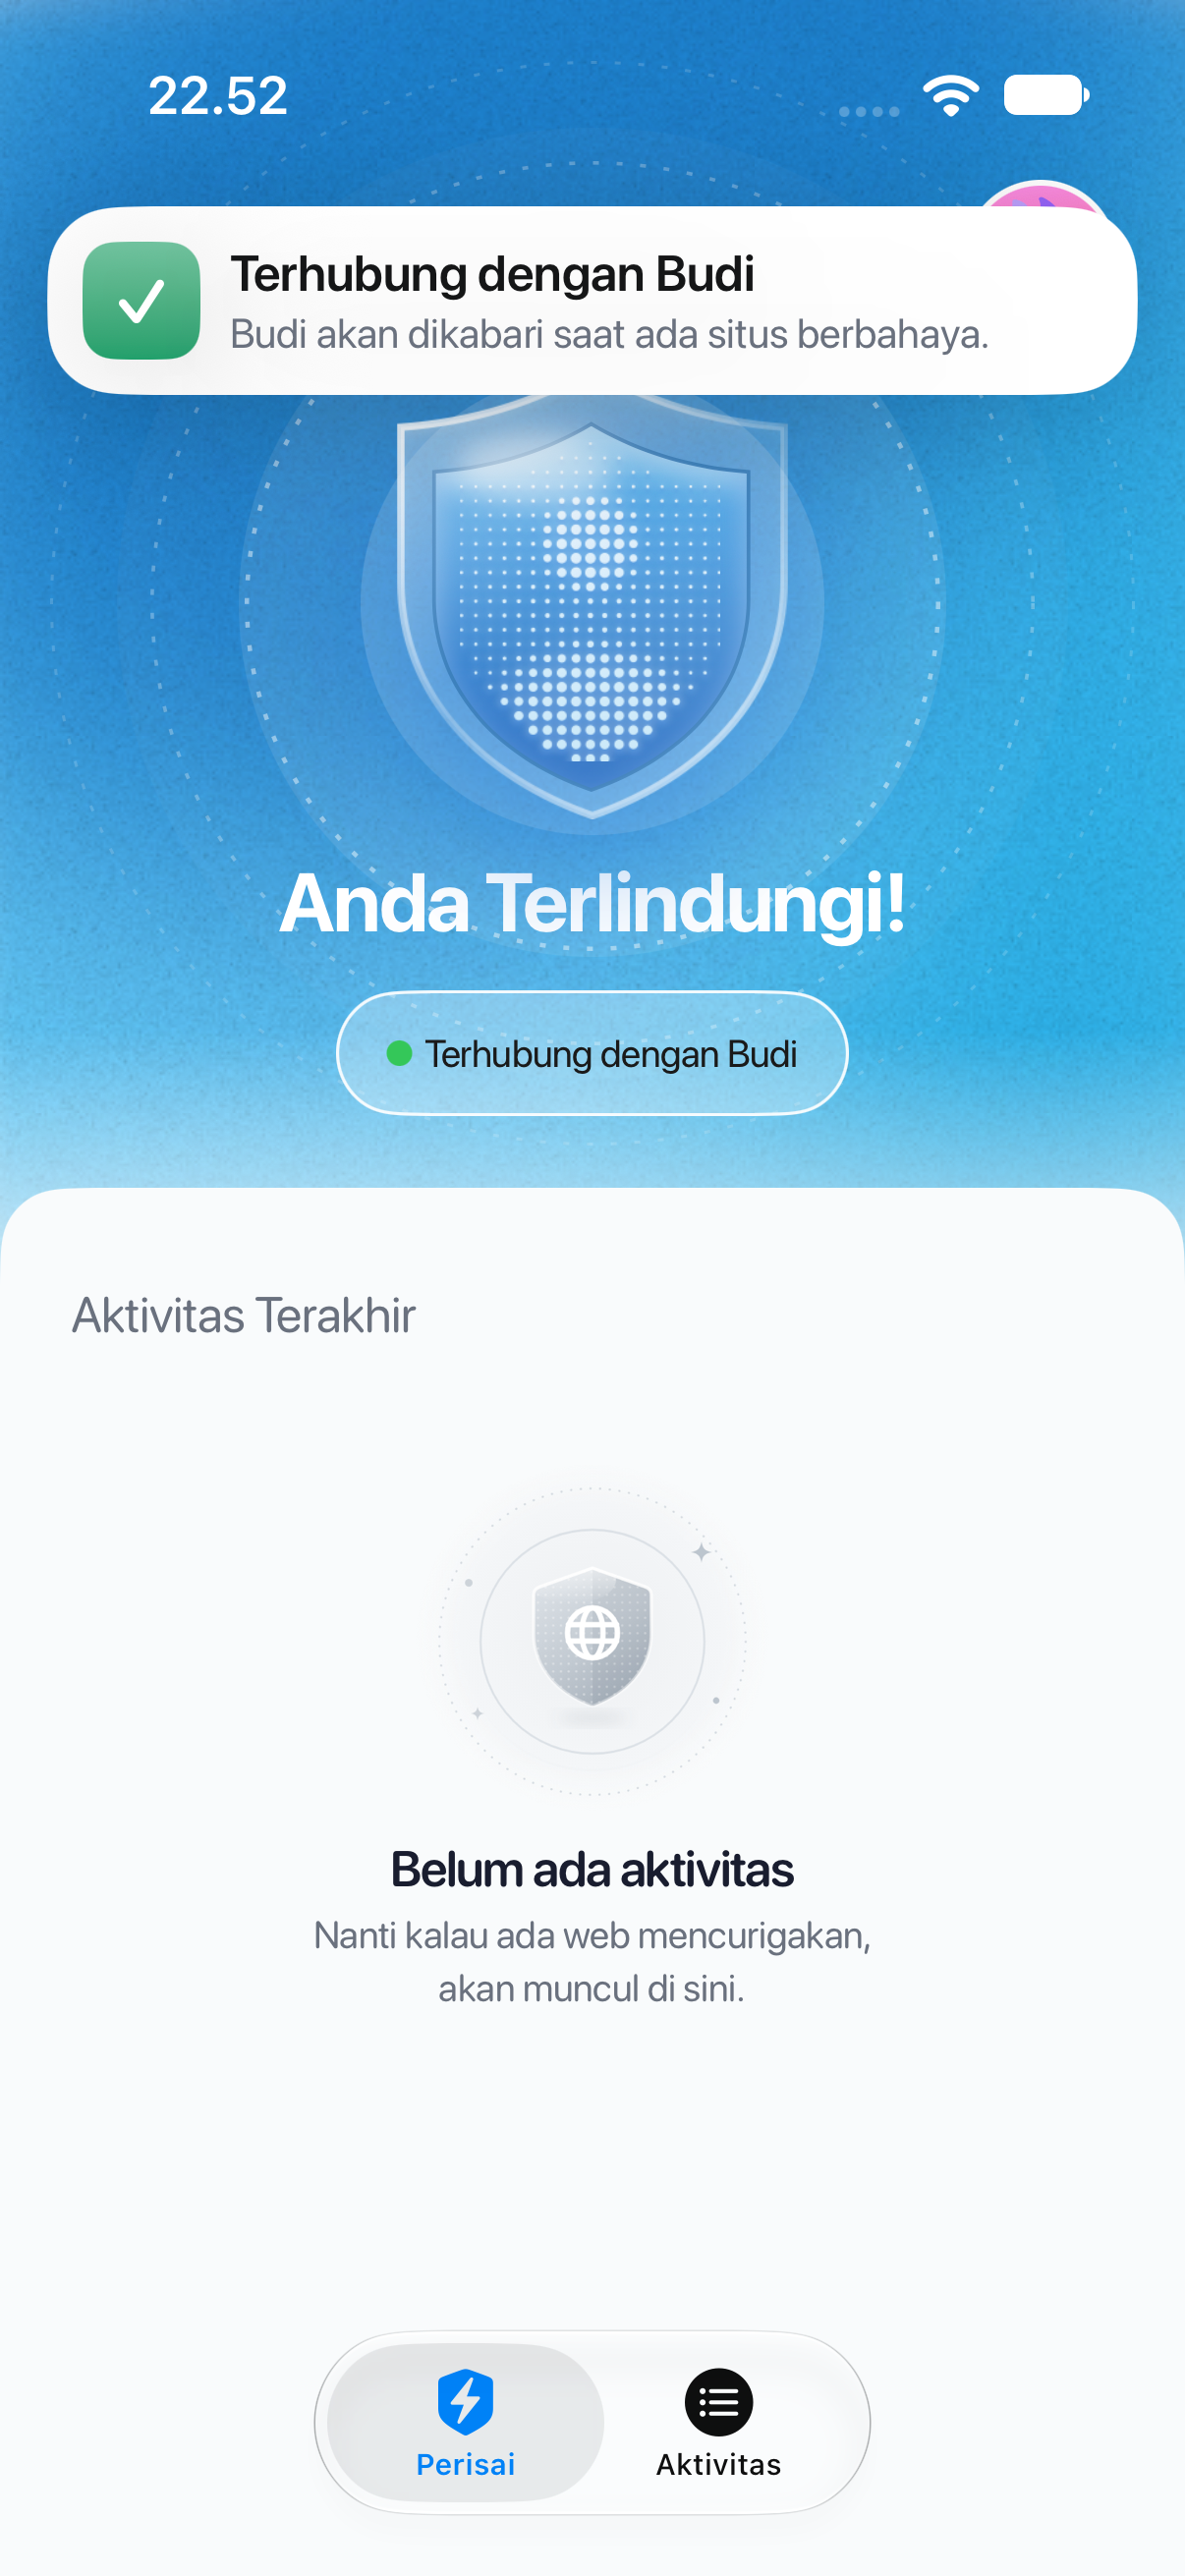 22.52
Terhubung dengan Budi
Budi akan dikabari saat ada situs berbahaya.
Anda Terlindungi!
Terhubung dengan Budi
Aktivitas Terakhir
Belum ada aktivitas
Nanti kalau ada web mencurigakan,
akan muncul di sini.
Perisai
Aktivitas